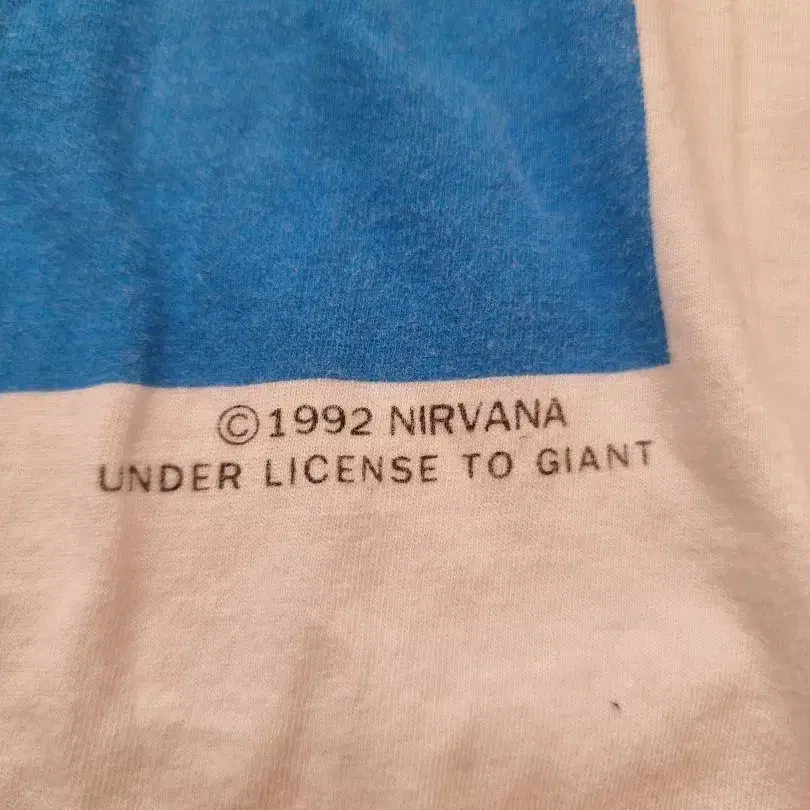 ©1992 NIRVANA
UNDER LICENSE TO GIANT